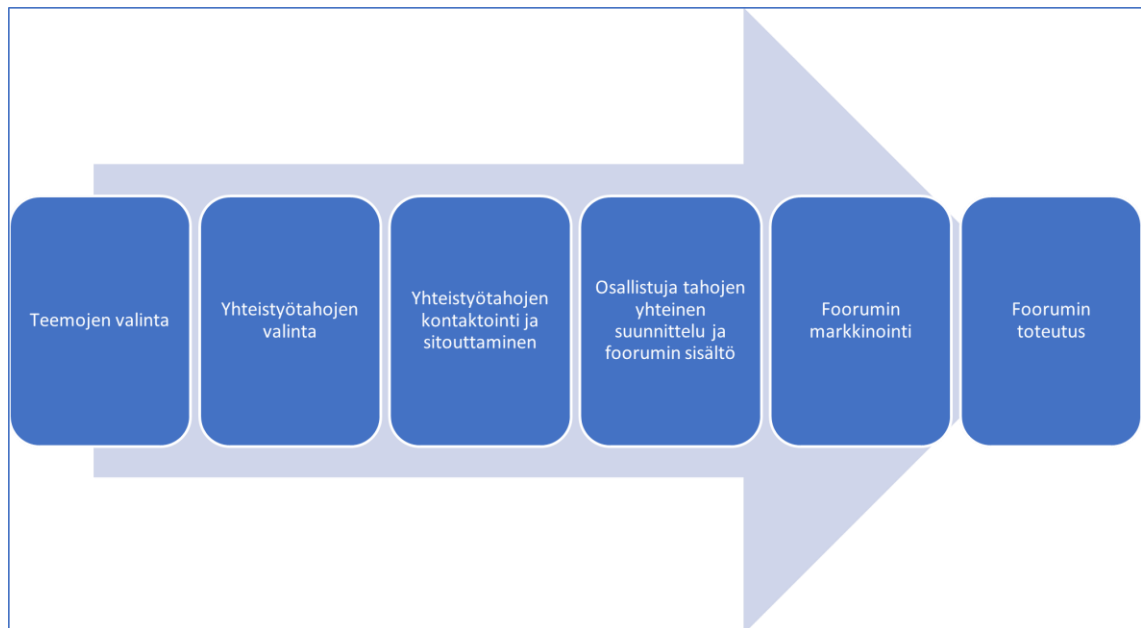 Teemojen valinta
Yhteistyötahojen
valinta
Yhteistyötahojen
kontaktointi ja
sitouttaminen
Osallistuja tahojen
yhteinen
suunnittelu ja
foorumin sisältö
Foorumin
markkinointi
Foorumin
toteutus